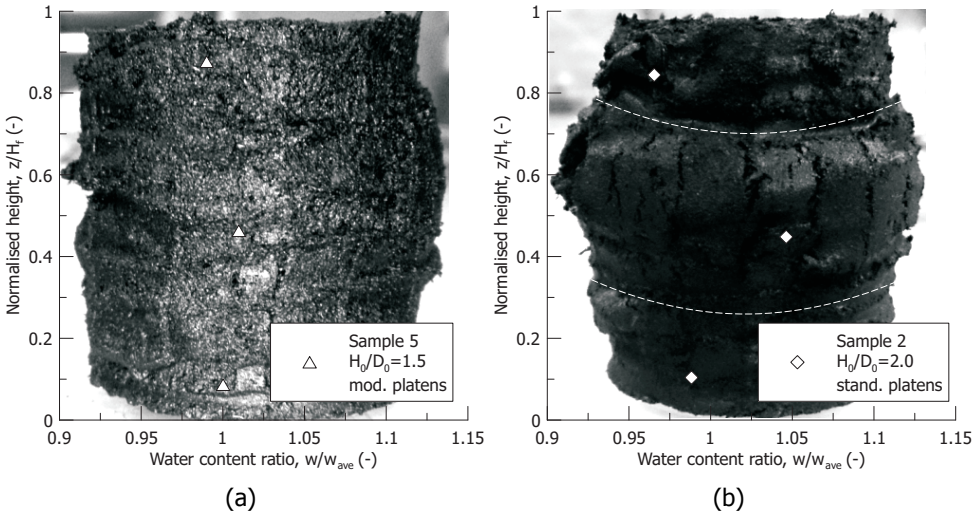 1
0.8
0.6
0.4
0.2
0
Normalised height, z/Hf (-)
Sample 5
H0/D0=1.5
mod. platens
0.9 0.95 1 1.05 1.1 1.15
Water content ratio, w/wave (-)
(a)
1
0.8
0.6
0.4
0.2
0
Normalised height, z/Hf (-)
Sample 2
H0/D0=2.0
stand. platens
0.9 0.95 1 1.05 1.1 1.15
Water content ratio, w/wave (-)
(b)